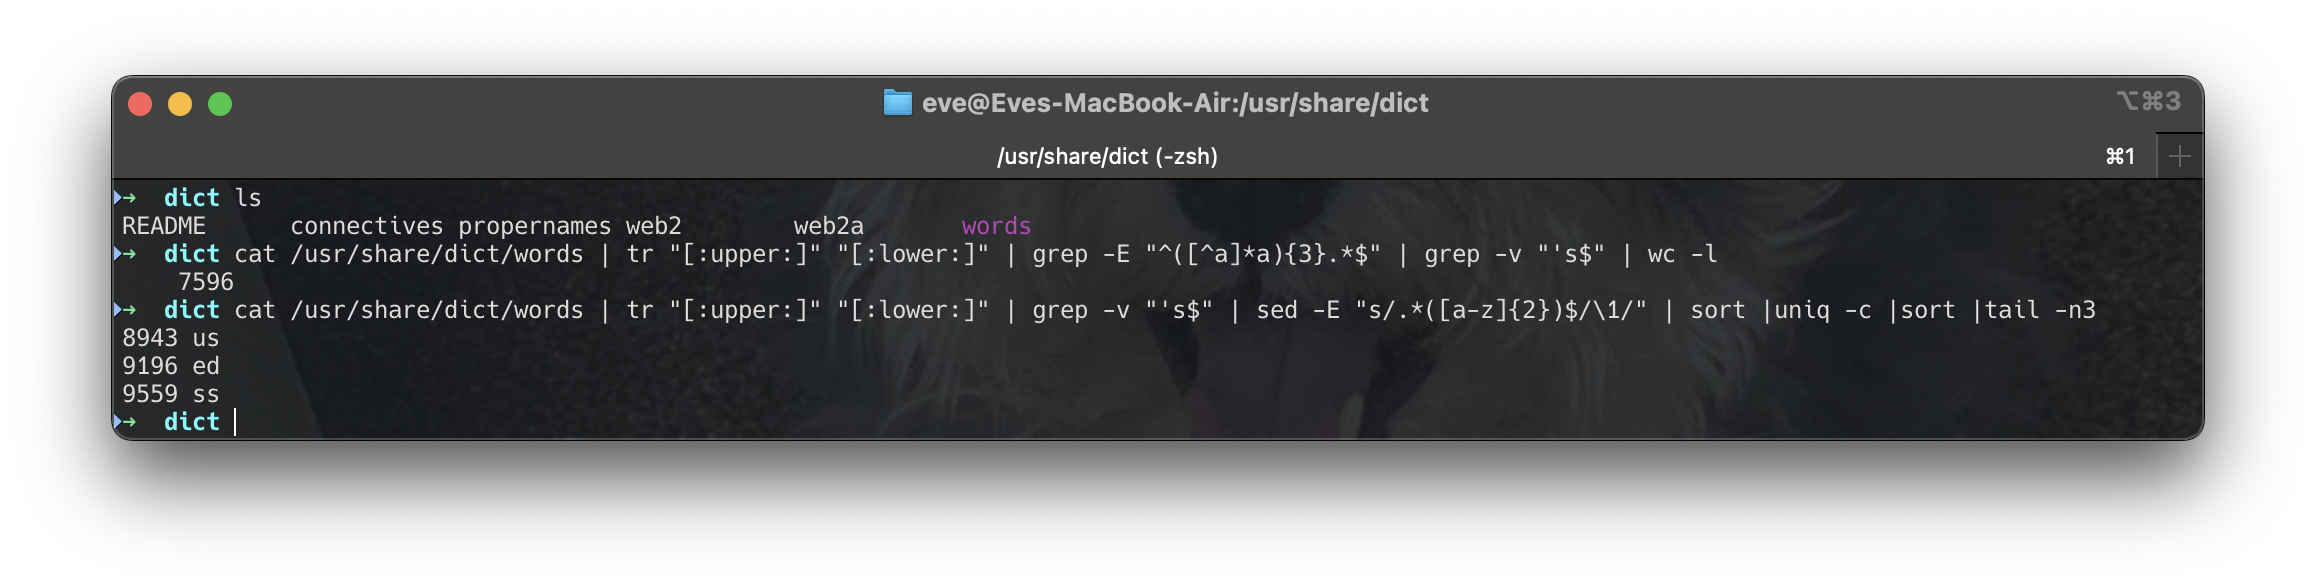 eve@Eves-MacBook-Air:/usr/share/dict ⌥⌘3
/usr/share/dict (-zsh) ⌘1
➜ dict ls
README connectives propernames web2 web2a words
➜ dict cat /usr/share/dict/words | tr "[:upper:]" "[:lower:]" | grep -E "^([^a]*a){3}.*$" | grep -v "'s$" | wc -l
7596
➜ dict cat /usr/share/dict/words | tr "[:upper:]" "[:lower:]" | grep -v "'s$" | sed -E "s/.*([a-z]{2})$/\1/" | sort |uniq -c |sort |tail -n3
8943 us
9196 ed
9559 ss
➜ dict